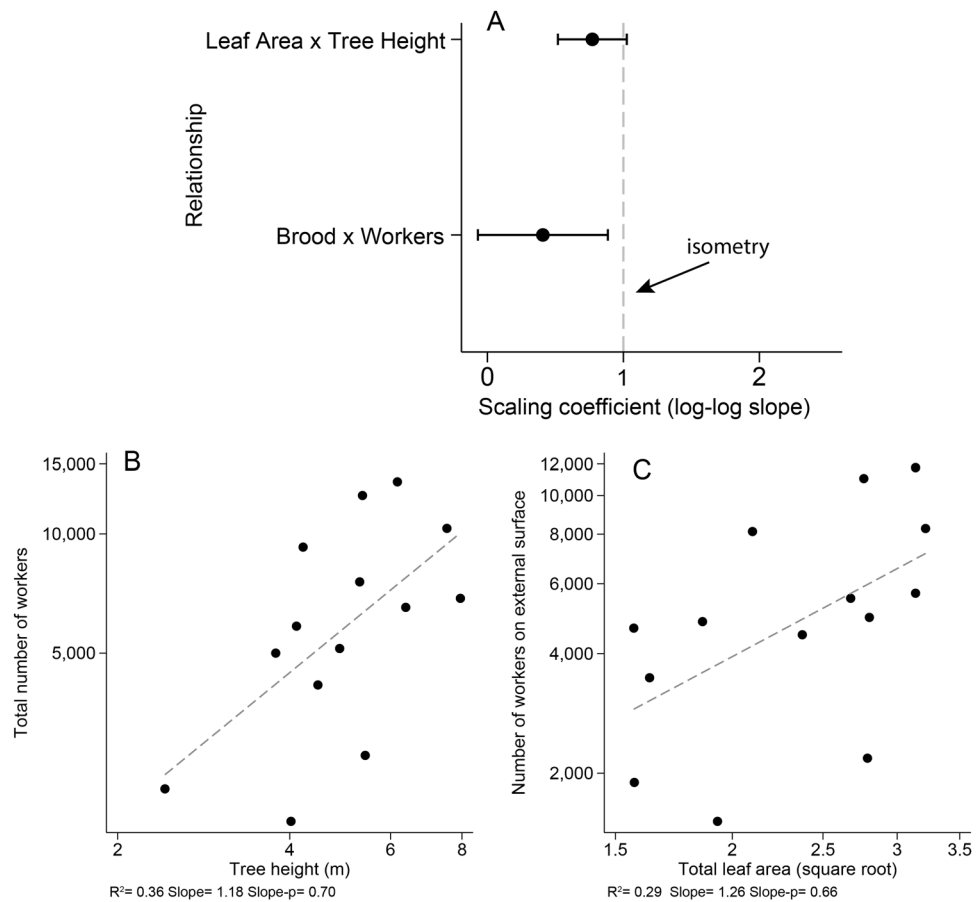 A
Leaf Area x Tree Height
Relationship
Brood x Workers
isometry
0 1 2
Scaling coefficient (log-log slope)
B
15,000
10,000
5,000
Total number of workers
2 4 6 8
Tree height (m)
R²= 0.36 Slope= 1.18 Slope-p= 0.70
C
12,000
10,000
8,000
6,000
4,000
2,000
Number of workers on external surface
1.5 2 2.5 3 3.5
Total leaf area (square root)
R²= 0.29 Slope= 1.26 Slope-p= 0.66